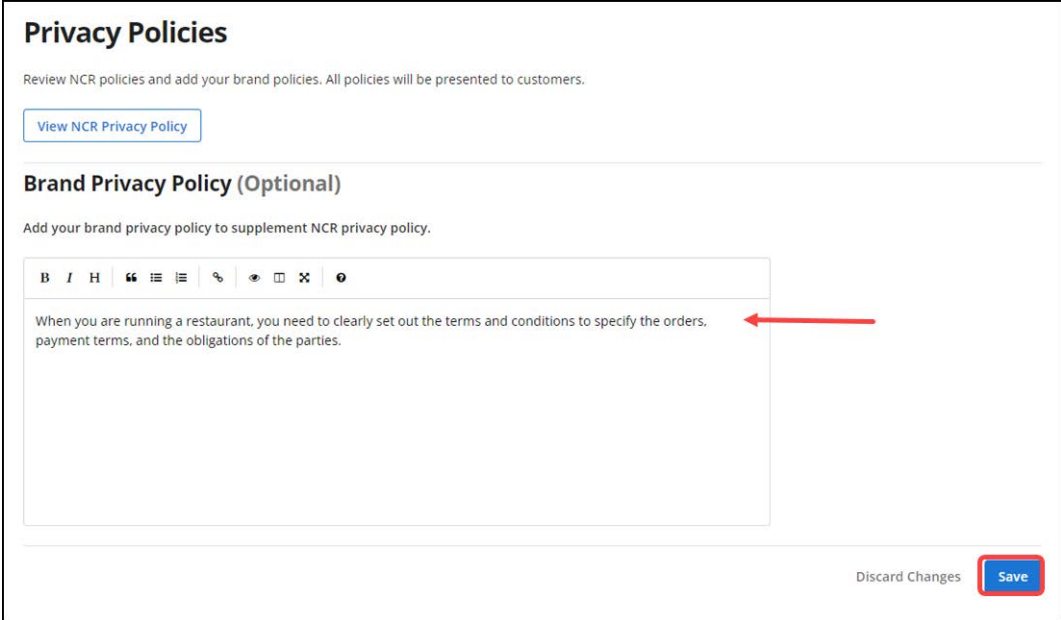 Privacy Policies
Review NCR policies and add your brand policies. All policies will be presented to customers.
View NCR Privacy Policy
Brand Privacy Policy (Optional)
Add your brand privacy policy to supplement NCR privacy policy.
B I H
When you are running a restaurant, you need to clearly set out the terms and conditions to specify the orders,
payment terms, and the obligations of the parties.
Discard Changes Save